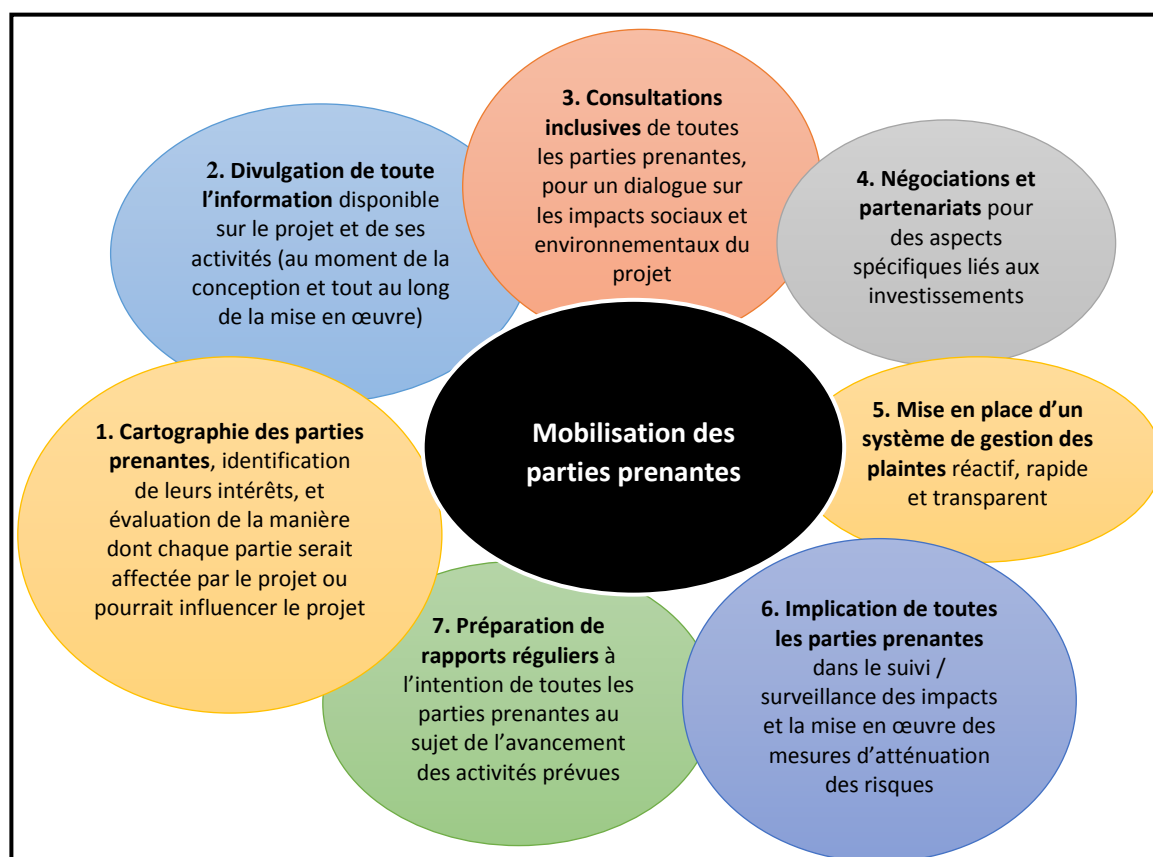 Mobilisation des
parties prenantes
1. Cartographie des parties
prenantes, identification
de leurs intérêts, et
évaluation de la manière
dont chaque partie serait
affectée par le projet ou
pourrait influencer le projet
2. Divulgation de toute
l’information disponible
sur le projet et de ses
activités (au moment de la
conception et tout au long
de la mise en œuvre)
3. Consultations
inclusives de toutes
les parties prenantes,
pour un dialogue sur
les impacts sociaux et
environnementaux du
projet
4. Négociations et
partenariats pour
des aspects
spécifiques liés aux
investissements
5. Mise en place d’un
système de gestion des
plaintes réactif, rapide
et transparent
6. Implication de toutes
les parties prenantes
dans le suivi /
surveillance des impacts
et la mise en œuvre des
mesures d’atténuation
des risques
7. Préparation de
rapports réguliers à
l’intention de toutes les
parties prenantes au
sujet de l’avancement
des activités prévues